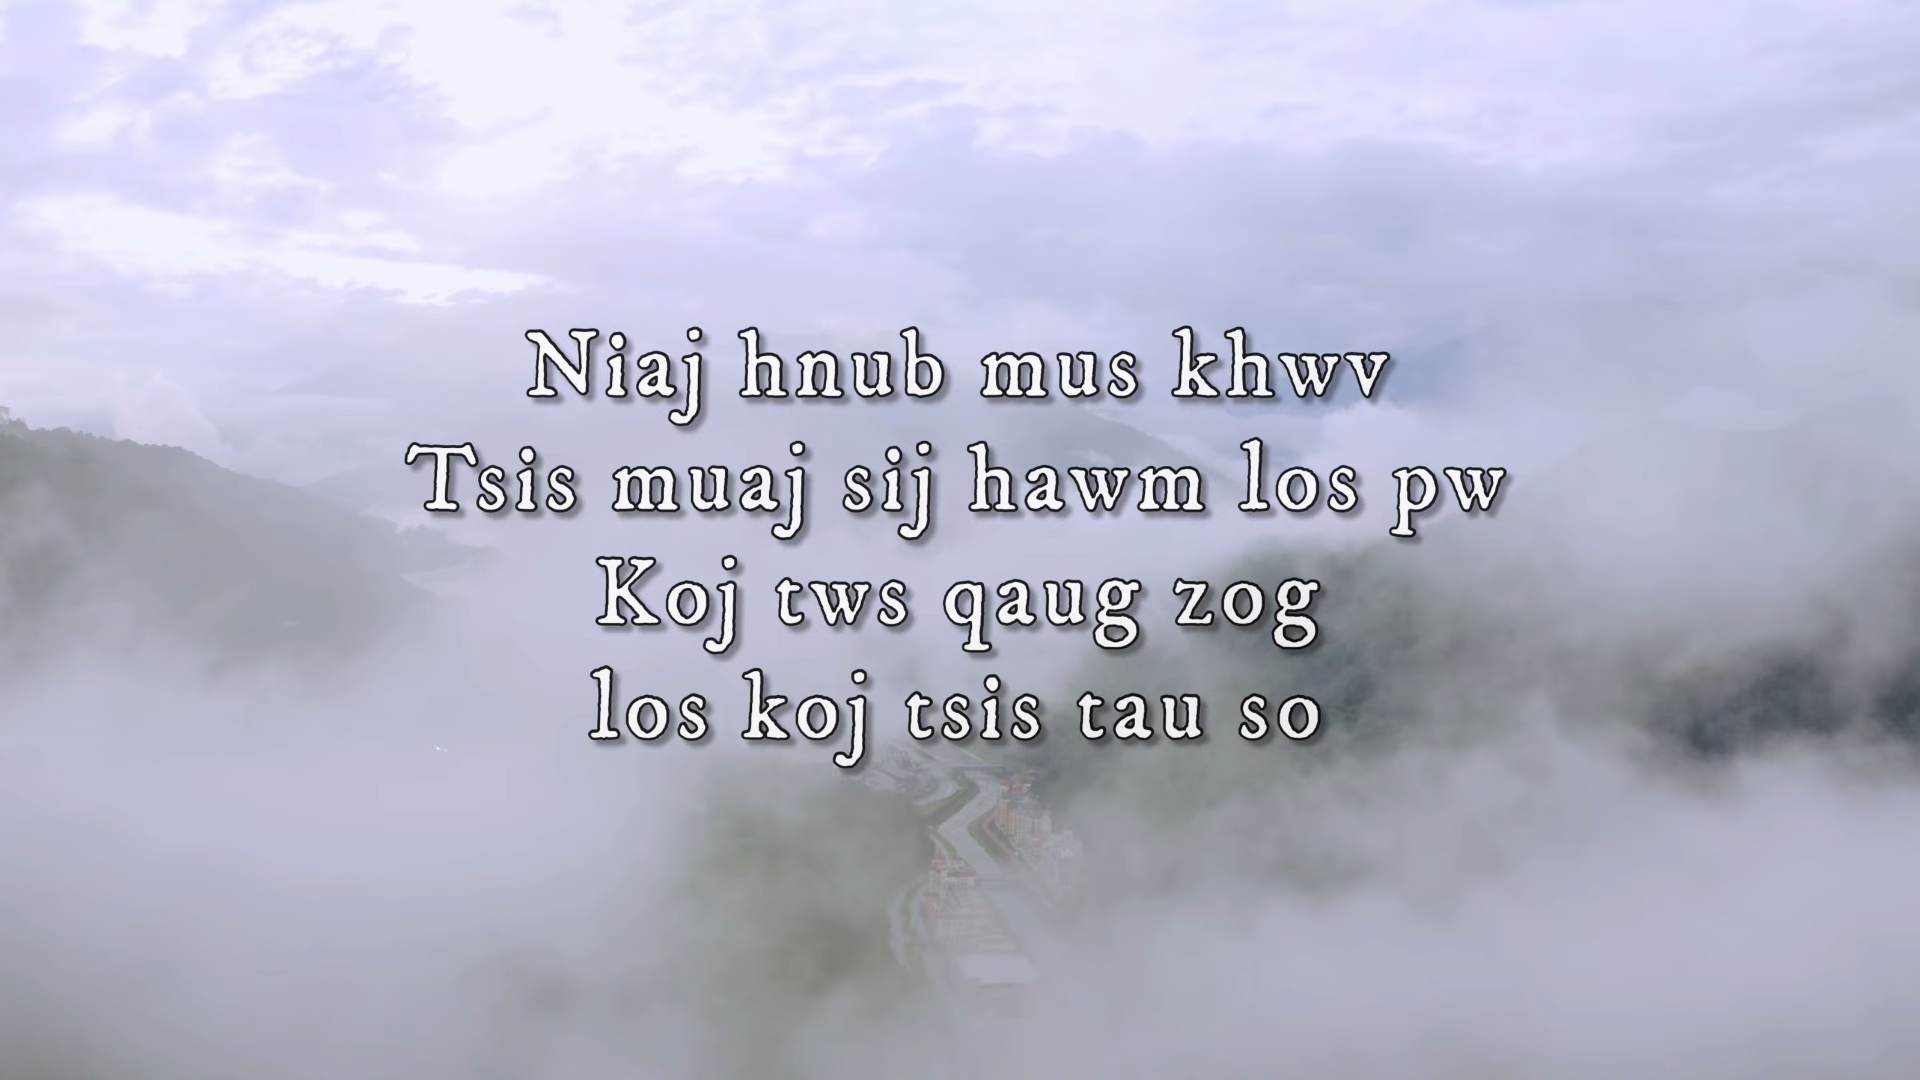 Niaj hnub mus khwv
Tsis muaj sij hawm los pw
Koj tws qaug zog
los koj tsis tau so